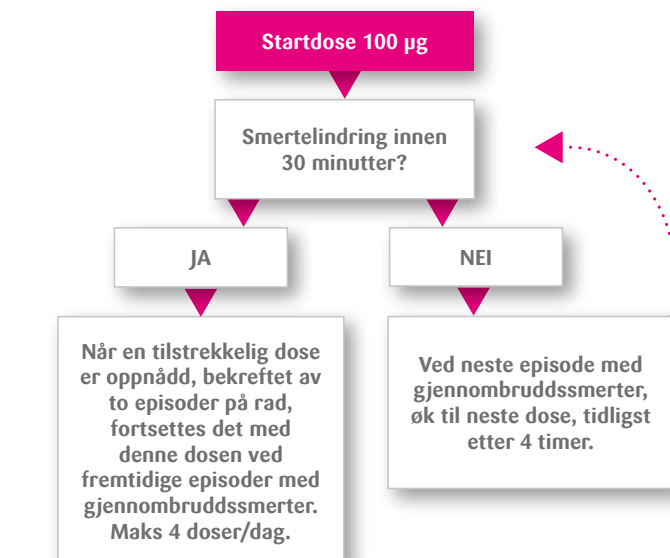 Startdose 100 µg
Smertelindring innen
30 minutter?
JA
NEI
Når en tilstrekkelig dose
er oppnådd, bekreftet av
to episoder på rad,
fortsettes det med
denne dosen ved
fremtidige episoder med
gjennombruddssmerter.
Maks 4 doser/dag.
Ved neste episode med
gjennombruddssmerter,
øk til neste dose, tidligst
etter 4 timer.